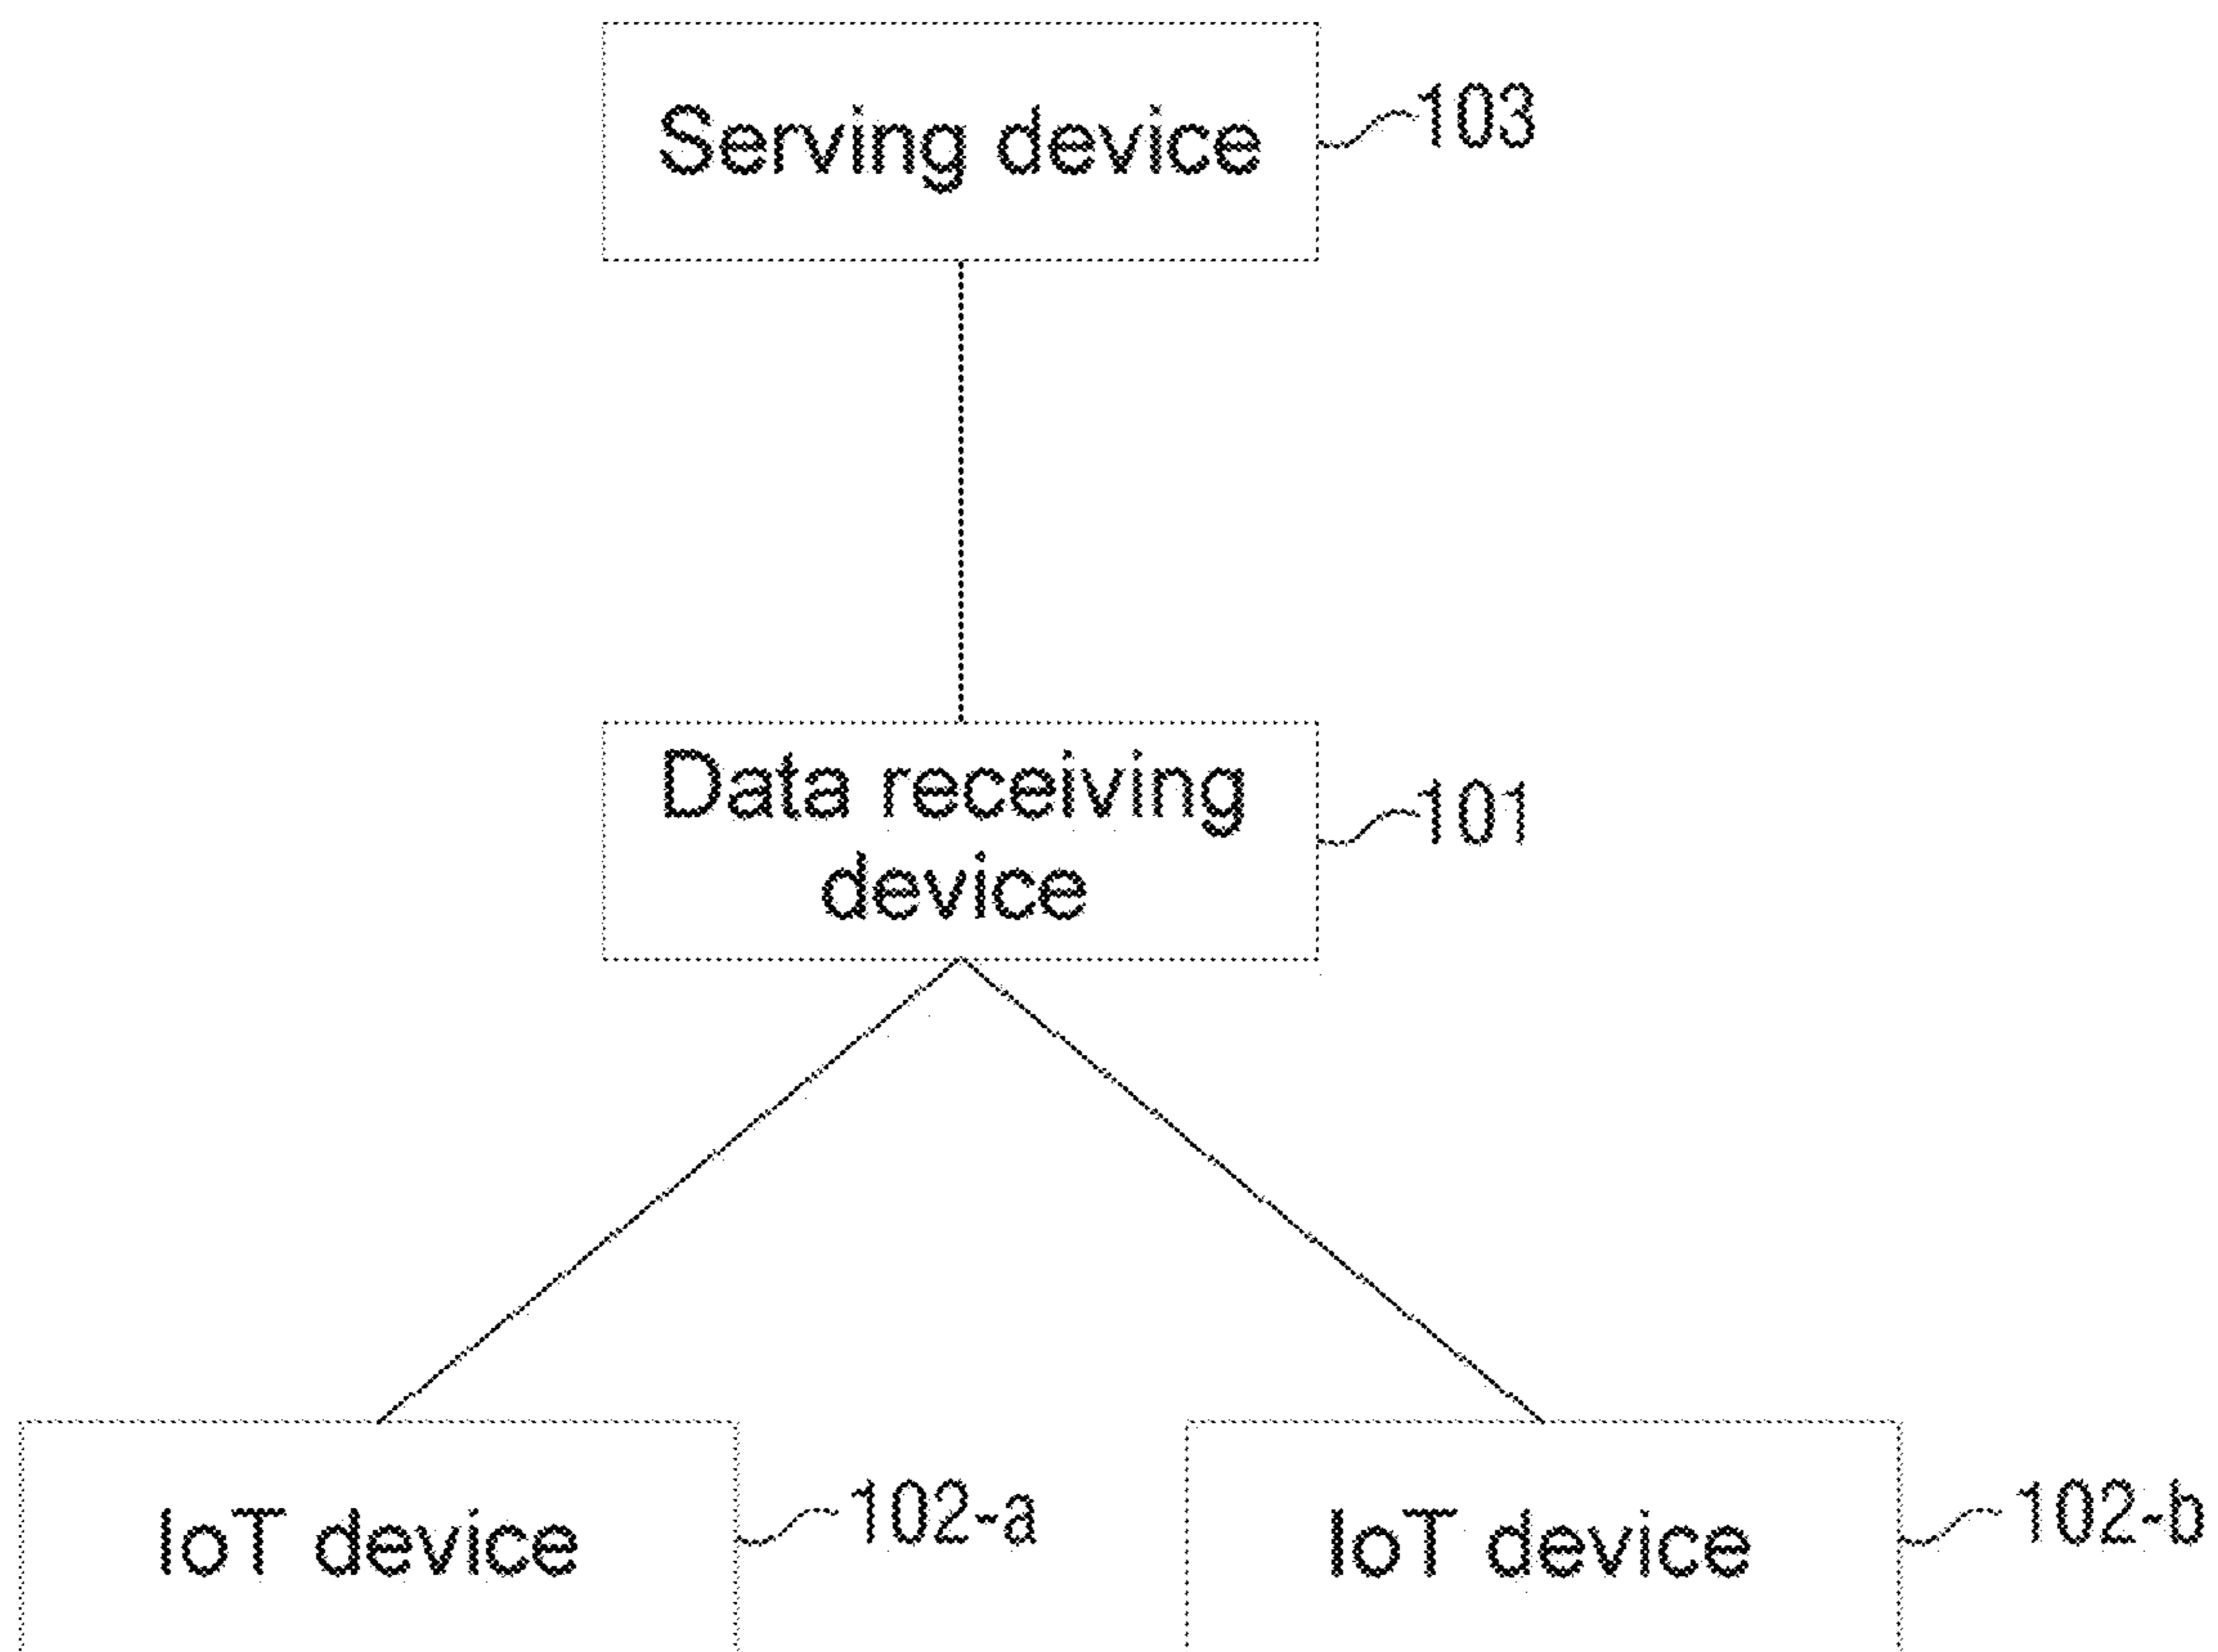 Serving device
103
Data receiving
device
101
IoT device
102-a
IoT device
102-b